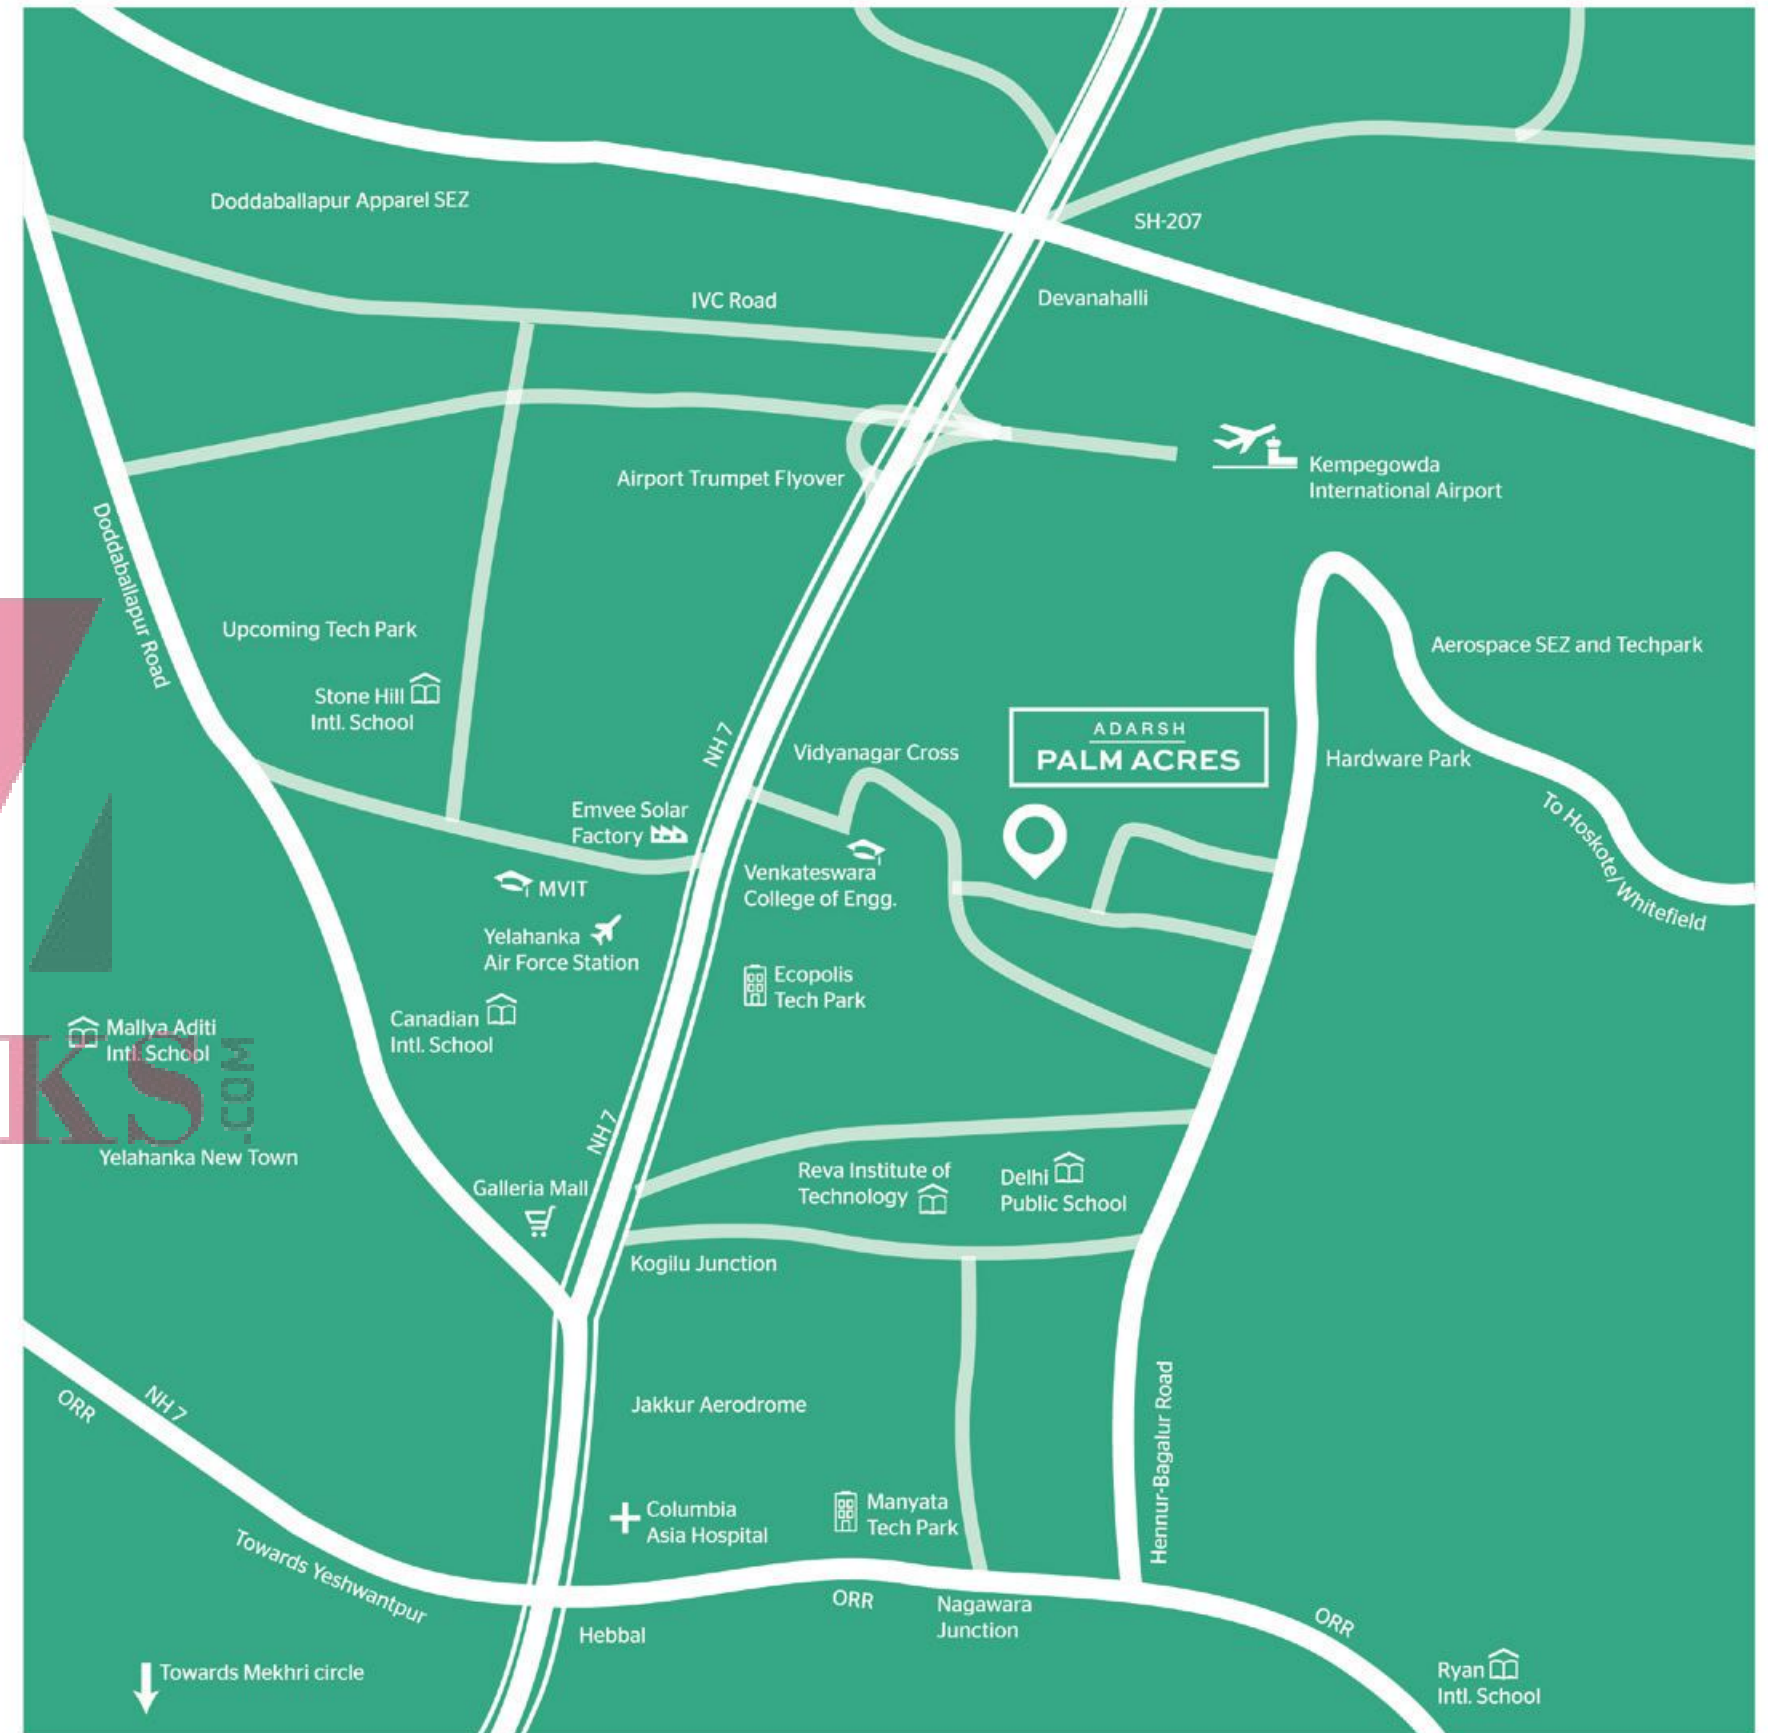 Doddaballapur Apparel SEZ
SH-207
IVC Road
Devanahalli
Airport Trumpet Flyover
Kempegowda
International Airport
Doddaballapur Road
Upcoming Tech Park
Stone Hill
Intl. School
Aerospace SEZ and Techpark
NH 7
Vidyanagar Cross
ADARSH
PALM ACRES
Hardware Park
To Hoskote/Whitefield
Emvee Solar
Factory
MVIT
Venkateswara
College of Engg.
Yelahanka
Air Force Station
Ecopolis
Tech Park
Canadian
Intl. School
Mallya Aditi
Intl. School
KS
.COM
Yelahanka New Town
NH 7
Galleria Mall
Reva Institute of
Technology
Delhi
Public School
Kogilu Junction
ORR
NH 7
Jakkur Aerodrome
Hennur-Bagalur Road
Columbia
Asia Hospital
Manyata
Tech Park
Towards Yeshwantpur
ORR
Nagawara
Junction
ORR
Hebbal
Towards Mekhri circle
Ryan
Intl. School